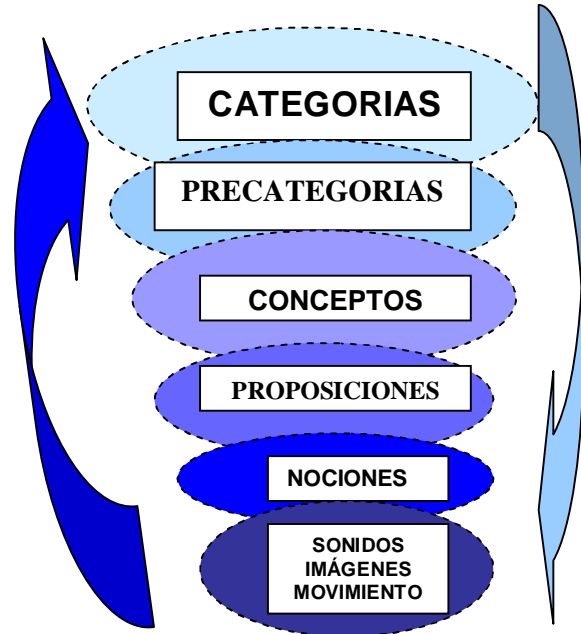 CATEGORIAS
PRECATEGORIAS
CONCEPTOS
PROPOSICIONES
NOCIONES
SONIDOS
IMÁGENES
MOVIMIENTO